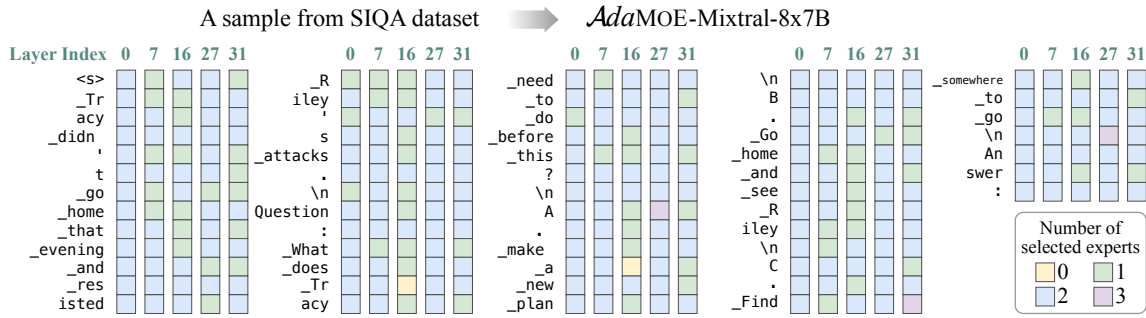 A sample from SIQA dataset
AdaMOE-Mixtral-8x7B
Layer Index 0 7 16 27 31
<s>
_Tr
acy
_didn
'
t
_go
_home
_that
_evening
_and
_res
isted
0 7 16 27 31
_R
iley
'
s
_attacks
.
\n
Question
:
_What
_does
_Tr
acy
0 7 16 27 31
_need
_to
_do
_before
_this
?
\n
A
.
_make
_a
_new
_plan
0 7 16 27 31
\n
B
.
_Go
_home
_and
_see
_R
iley
\n
C
.
_Find
0 7 16 27 31
_somewhere
_to
_go
\n
An
swer
:
Number of
selected experts
0 1
2 3